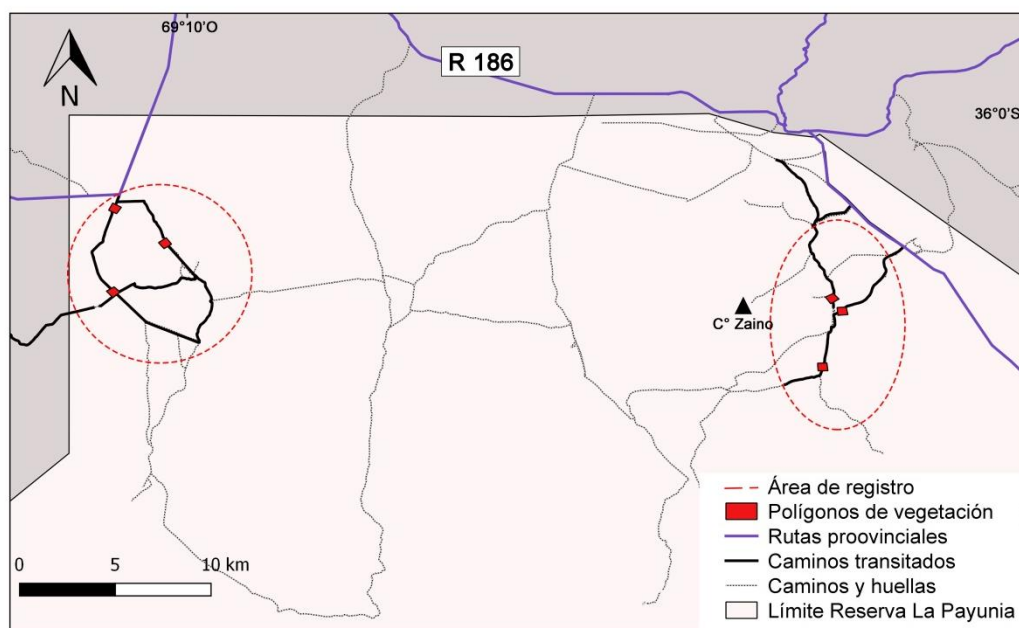 69°10'O
R 186
N
36°0'S
C° Zaino
0 5 10 km
Área de registro
Polígonos de vegetación
Rutas proovinciales
Caminos transitados
Caminos y huellas
Límite Reserva La Payunia